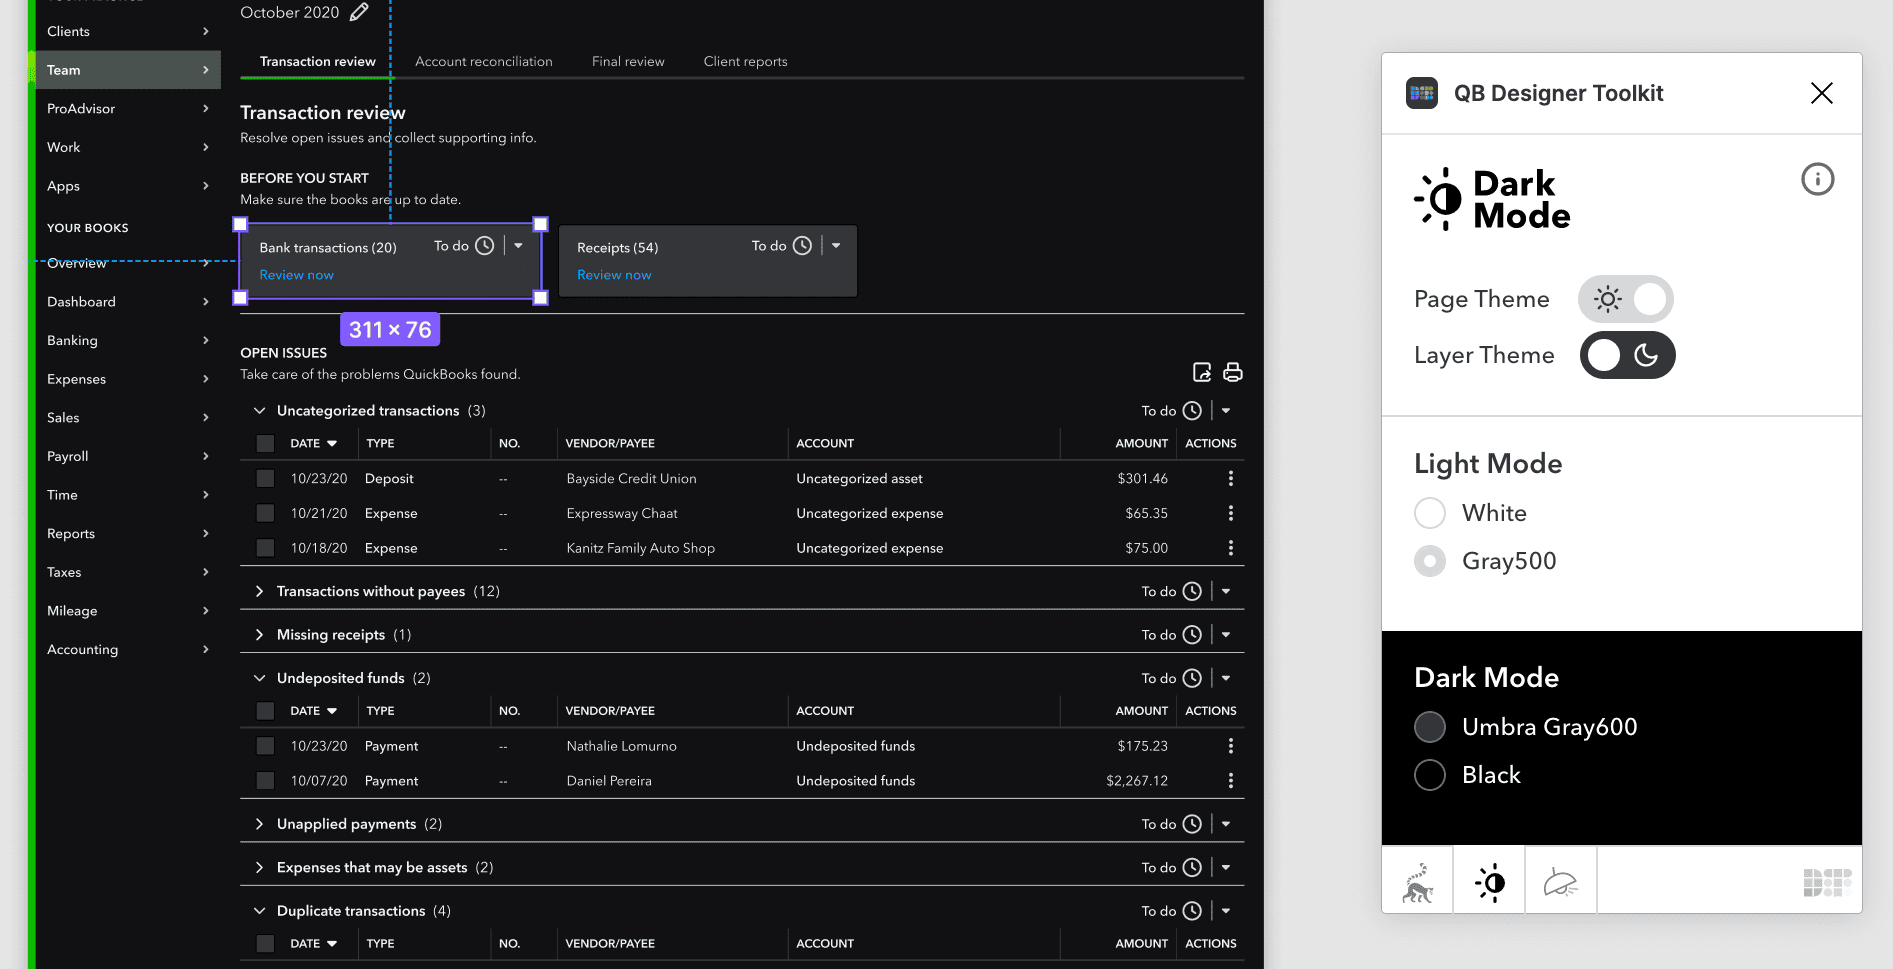 October 2020
Clients
Team
ProAdvisor
Work
Apps
YOUR BOOKS
Overview
Dashboard
Banking
Expenses
Sales
Payroll
Time
Reports
Taxes
Mileage
Accounting
Transaction review Account reconciliation Final review Client reports
Transaction review
Resolve open issues and collect supporting info.
BEFORE YOU START
Make sure the books are up to date.
Bank transactions (20) To do
Review now
Receipts (54) To do
Review now
311 × 76
OPEN ISSUES
Take care of the problems QuickBooks found.
Uncategorized transactions (3) To do
DATE TYPE NO. VENDOR/PAYEE ACCOUNT AMOUNT ACTIONS
10/23/20 Deposit -- Bayside Credit Union Uncategorized asset $301.46
10/21/20 Expense -- Expressway Chaat Uncategorized expense $65.35
10/18/20 Expense -- Kanitz Family Auto Shop Uncategorized expense $75.00
Transactions without payees (12) To do
Missing receipts (1) To do
Undeposited funds (2) To do
DATE TYPE NO. VENDOR/PAYEE ACCOUNT AMOUNT ACTIONS
10/23/20 Payment -- Nathalie Lomurno Undeposited funds $175.23
10/07/20 Payment -- Daniel Pereira Undeposited funds $2,267.12
Unapplied payments (2) To do
Expenses that may be assets (2) To do
Duplicate transactions (4) To do
DATE TYPE NO. VENDOR/PAYEE ACCOUNT AMOUNT ACTIONS
QB Designer Toolkit
Dark
Mode
Page Theme
Layer Theme
Light Mode
White
Gray500
Dark Mode
Umbra Gray600
Black